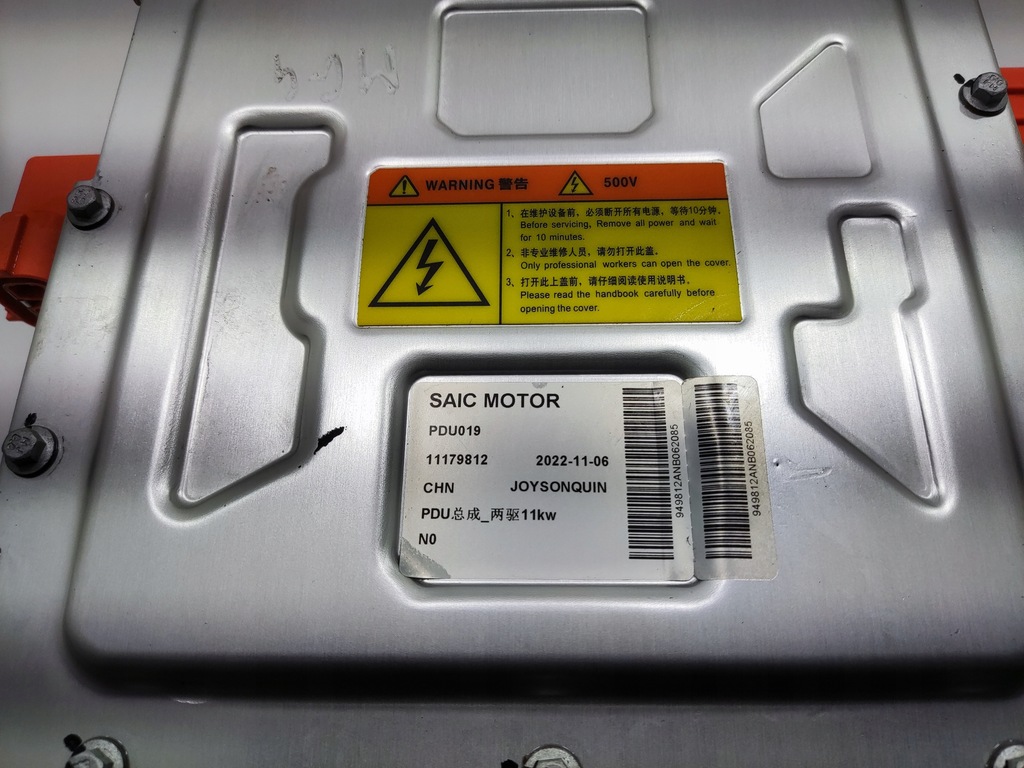 MG4
WARNING 警告 500V
1、在维护设备前，必须断开所有电源，等待10分钟。
Before servicing, Remove all power and wait
for 10 minutes.
2、非专业维修人员，请勿打开此盖。
Only professional workers can open the cover.
3、打开此上盖前，请仔细阅读使用说明书。
Please read the handbook carefully before
opening the cover.
SAIC MOTOR
PDU019
11179812 2022-11-06
CHN JOYSONQUIN
PDU总成_两驱11kw
N0
949812ANB062085
949812ANB062085